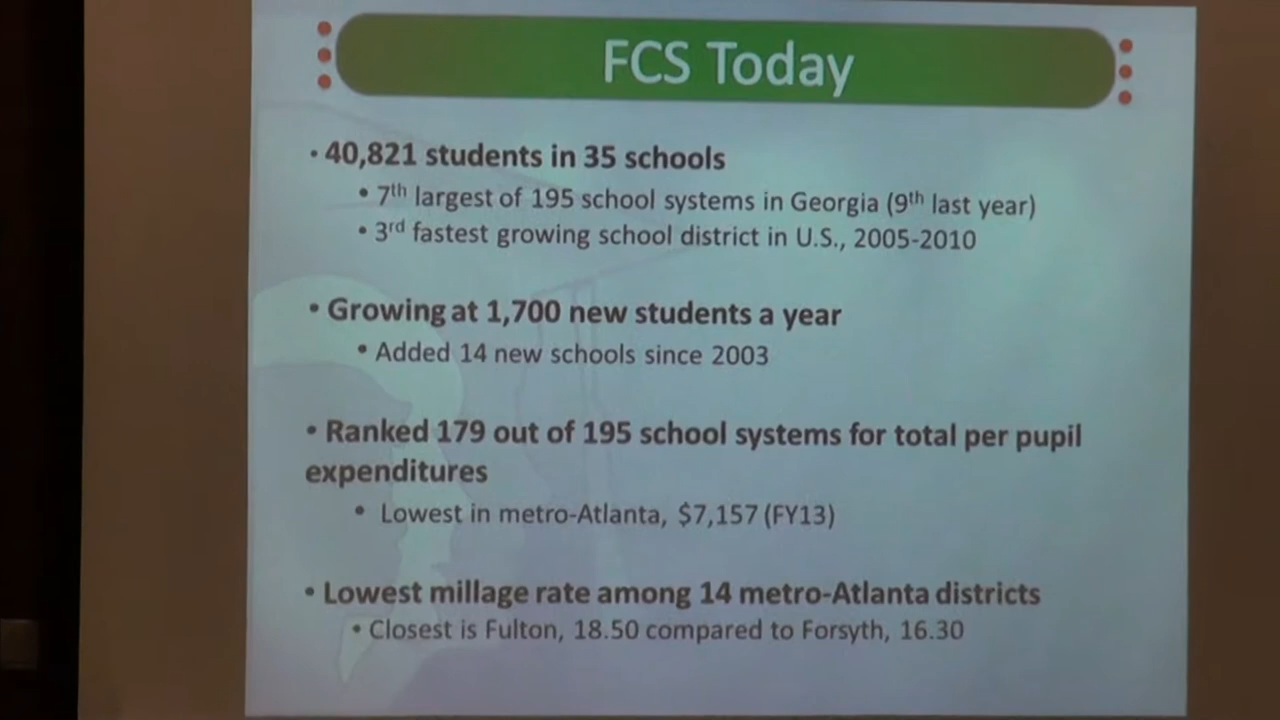 FCS Today
• 40,821 students in 35 schools
• 7th largest of 195 school systems in Georgia (9th last year)
• 3rd fastest growing school district in U.S., 2005-2010
• Growing at 1,700 new students a year
• Added 14 new schools since 2003
• Ranked 179 out of 195 school systems for total per pupil
expenditures
• Lowest in metro-Atlanta, $7,157 (FY13)
• Lowest millage rate among 14 metro-Atlanta districts
• Closest is Fulton, 18.50 compared to Forsyth, 16.30